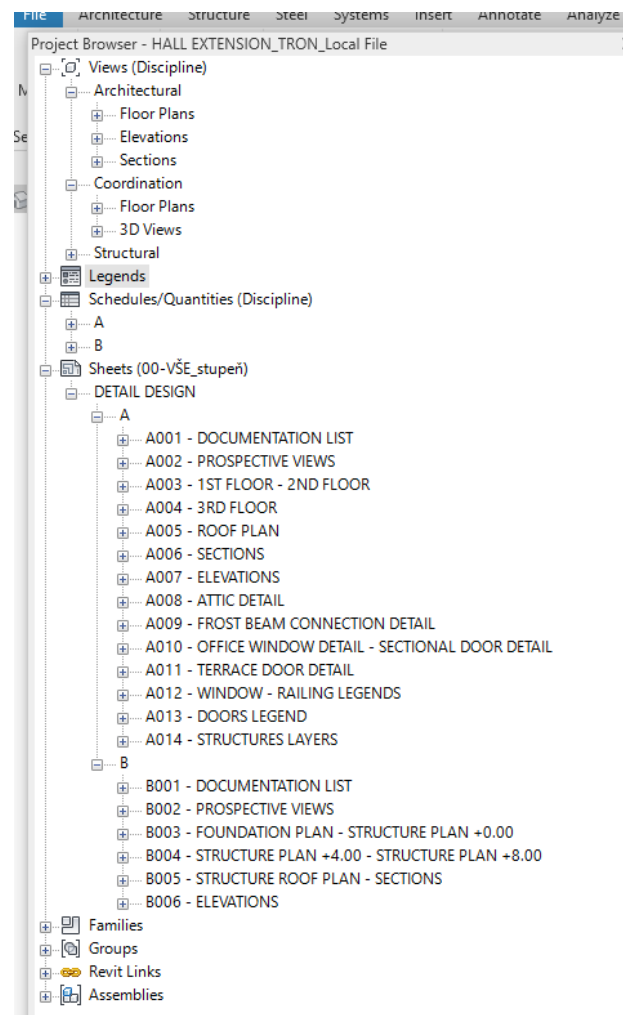 File Architecture Structure Steel Systems Insert Annotate Analyze
Project Browser - HALL EXTENSION_TRON_Local File
Views (Discipline)
Architectural
Floor Plans
Elevations
Sections
Coordination
Floor Plans
3D Views
Structural
Legends
Schedules/Quantities (Discipline)
A
B
Sheets (00-VŠE_stupeň)
DETAIL DESIGN
A
A001 - DOCUMENTATION LIST
A002 - PROSPECTIVE VIEWS
A003 - 1ST FLOOR - 2ND FLOOR
A004 - 3RD FLOOR
A005 - ROOF PLAN
A006 - SECTIONS
A007 - ELEVATIONS
A008 - ATTIC DETAIL
A009 - FROST BEAM CONNECTION DETAIL
A010 - OFFICE WINDOW DETAIL - SECTIONAL DOOR DETAIL
A011 - TERRACE DOOR DETAIL
A012 - WINDOW - RAILING LEGENDS
A013 - DOORS LEGEND
A014 - STRUCTURES LAYERS
B
B001 - DOCUMENTATION LIST
B002 - PROSPECTIVE VIEWS
B003 - FOUNDATION PLAN - STRUCTURE PLAN +0.00
B004 - STRUCTURE PLAN +4.00 - STRUCTURE PLAN +8.00
B005 - STRUCTURE ROOF PLAN - SECTIONS
B006 - ELEVATIONS
Families
Groups
Revit Links
Assemblies